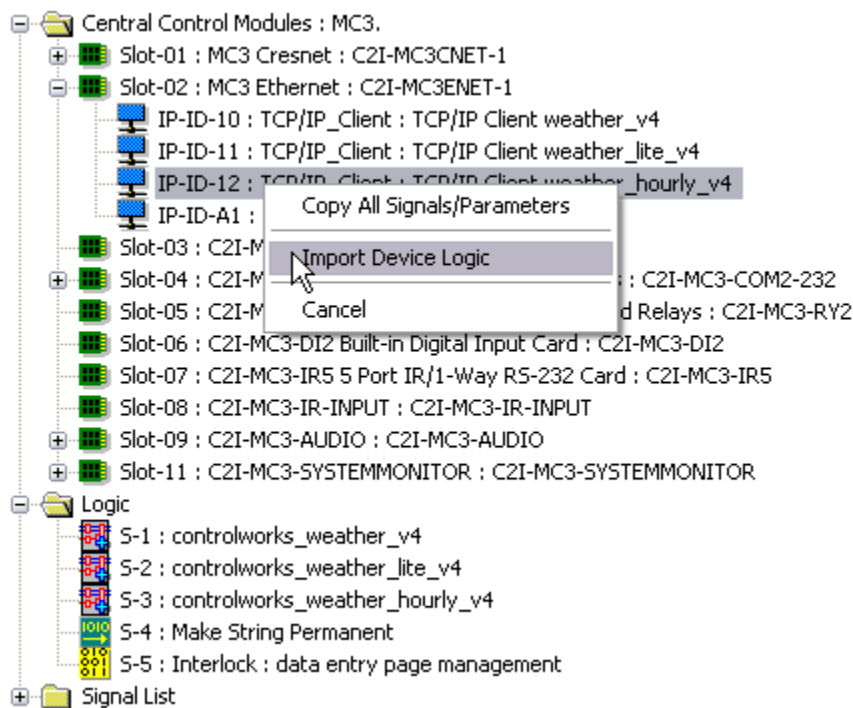 Central Control Modules : MC3.
Slot-01 : MC3 Cresnet : C2I-MC3CNET-1
Slot-02 : MC3 Ethernet : C2I-MC3ENET-1
IP-ID-10 : TCP/IP_Client : TCP/IP Client weather_v4
IP-ID-11 : TCP/IP_Client : TCP/IP Client weather_lite_v4
IP-ID-12 : TCP/IP_Client : TCP/IP Client weather_hourly_v4
IP-ID-A1 :
Copy All Signals/Parameters
Slot-03 : C2I-M
Import Device Logic
Slot-04 : C2I-M : C2I-MC3-COM2-232
Slot-05 : C2I-M d Relays : C2I-MC3-RY2
Cancel
Slot-06 : C2I-MC3-DI2 Built-in Digital Input Card : C2I-MC3-DI2
Slot-07 : C2I-MC3-IR5 5 Port IR/1-Way RS-232 Card : C2I-MC3-IR5
Slot-08 : C2I-MC3-IR-INPUT : C2I-MC3-IR-INPUT
Slot-09 : C2I-MC3-AUDIO : C2I-MC3-AUDIO
Slot-11 : C2I-MC3-SYSTEMMONITOR : C2I-MC3-SYSTEMMONITOR
Logic
S-1 : controlworks_weather_v4
S-2 : controlworks_weather_lite_v4
S-3 : controlworks_weather_hourly_v4
S-4 : Make String Permanent
S-5 : Interlock : data entry page management
Signal List